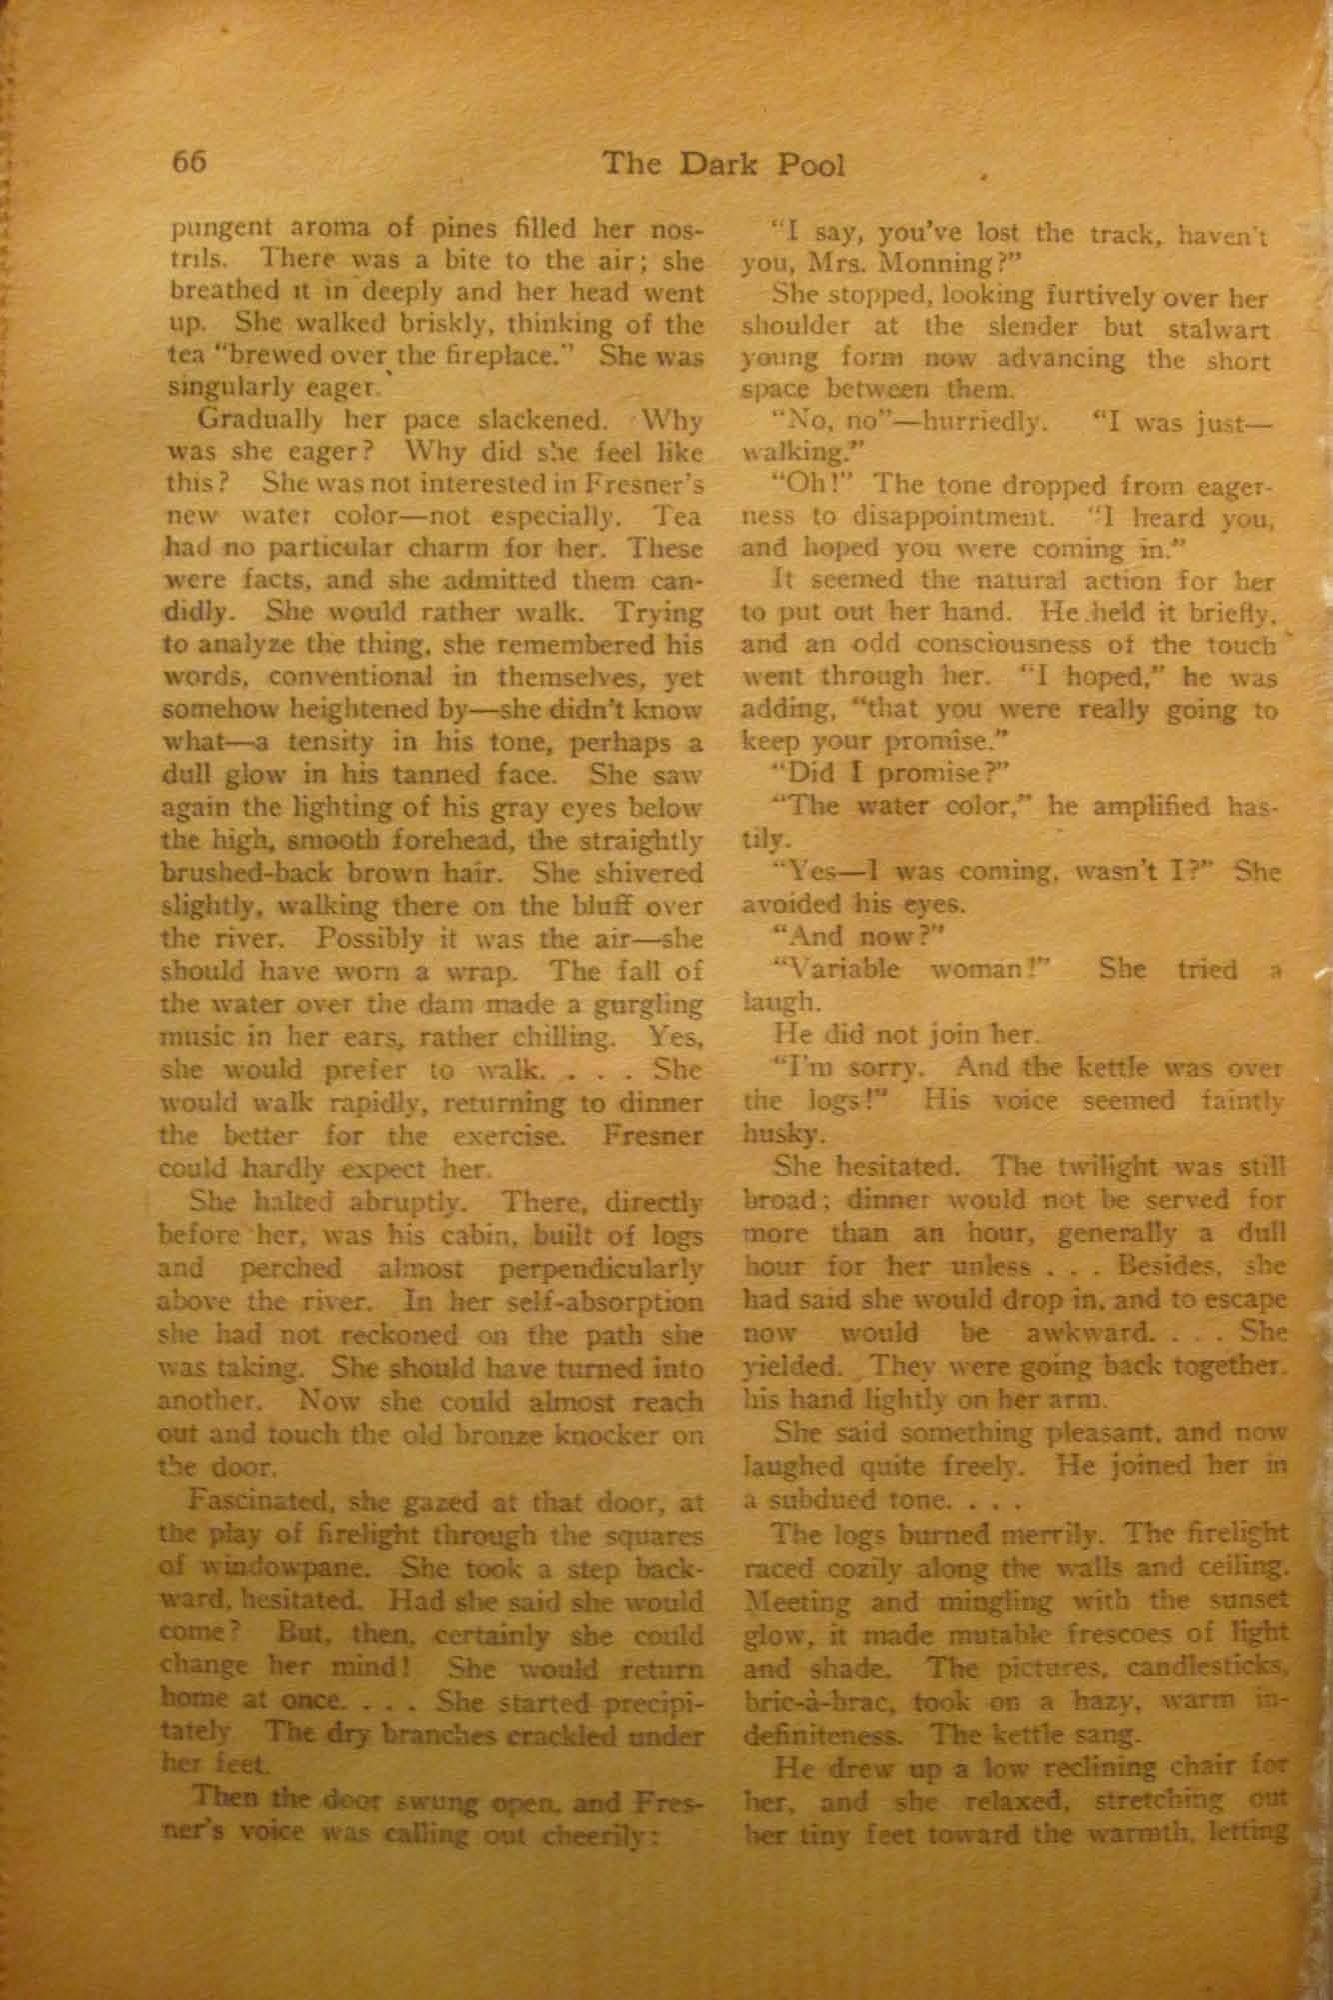 66
The Dark Pool
pungent aroma of pines filled her nos-
trils. There was a bite to the air; she
breathed it in deeply and her head went
up. She walked briskly, thinking of the
tea "brewed over the fireplace." She was
singularly eager.
Gradually her pace slackened. Why
was she eager? Why did she feel like
this? She was not interested in Fresner's
new water color—not especially. Tea
had no particular charm for her. These
were facts, and she admitted them can-
didly. She would rather walk. Trying
to analyze the thing, she remembered his
words, conventional in themselves, yet
somehow heightened by—she didn't know
what—a tensity in his tone, perhaps a
dull glow in his tanned face. She saw
again the lighting of his gray eyes below
the high, smooth forehead, the straightly
brushed-back brown hair. She shivered
slightly, walking there on the bluff over
the river. Possibly it was the air—she
should have worn a wrap. The fall of
the water over the dam made a gurgling
music in her ears, rather chilling. Yes,
she would prefer to walk. . . . She
would walk rapidly, returning to dinner
the better for the exercise. Fresner
could hardly expect her.
She halted abruptly. There, directly
before her, was his cabin, built of logs
and perched almost perpendicularly
above the river. In her self-absorption
she had not reckoned on the path she
was taking. She should have turned into
another. Now she could almost reach
out and touch the old bronze knocker on
the door.
Fascinated, she gazed at that door, at
the play of firelight through the squares
of windowpane. She took a step back-
ward, hesitated. Had she said she would
come? But, then, certainly she could
change her mind! She would return
home at once. . . . She started precipi-
tately The dry branches crackled under
her feet.
Then the door swung open, and Fres-
ner's voice was calling out cheerily:
"I say, you've lost the track, haven't
you, Mrs. Monning?"
She stopped, looking furtively over her
shoulder at the slender but stalwart
young form now advancing the short
space between them.
"No, no"—hurriedly. "I was just—
walking."
"Oh!" The tone dropped from eager-
ness to disappointment. "I heard you,
and hoped you were coming in."
It seemed the natural action for her
to put out her hand. He held it briefly,
and an odd consciousness of the touch
went through her. "I hoped," he was
adding, "that you were really going to
keep your promise."
"Did I promise?"
"The water color," he amplified has-
tily.
"Yes—I was coming, wasn't I?" She
avoided his eyes.
"And now?"
"Variable woman!" She tried a
laugh.
He did not join her.
"I'm sorry. And the kettle was over
the logs!" His voice seemed faintly
husky.
She hesitated. The twilight was still
broad; dinner would not be served for
more than an hour, generally a dull
hour for her unless . . . Besides, she
had said she would drop in, and to escape
now would be awkward. . . . She
yielded. They were going back together,
his hand lightly on her arm.
She said something pleasant, and now
laughed quite freely. He joined her in
a subdued tone. . . .
The logs burned merrily. The firelight
raced cozily along the walls and ceiling.
Meeting and mingling with the sunset
glow, it made mutable frescoes of light
and shade. The pictures, candlesticks,
bric-à-brac, took on a hazy, warm in-
definiteness. The kettle sang.
He drew up a low reclining chair for
her, and she relaxed, stretching out
her tiny feet toward the warmth, letting